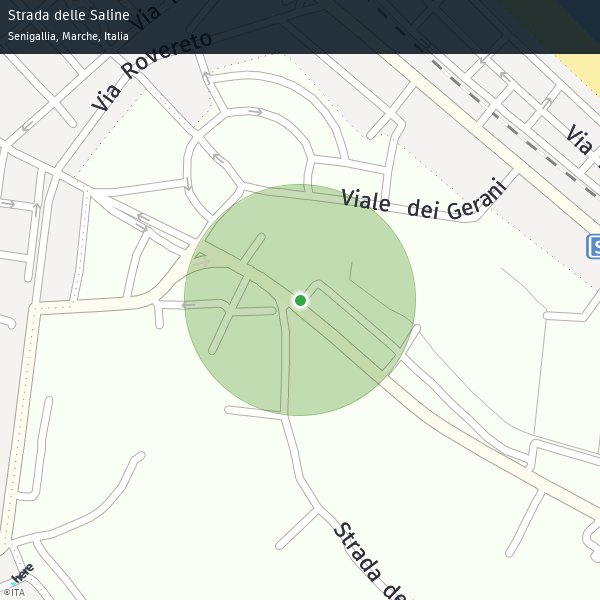 Strada delle Saline
Senigallia, Marche, Italia
Via
Via Rovereto
Via
Viale dei Gerani
S
Strada de
here
©ITA